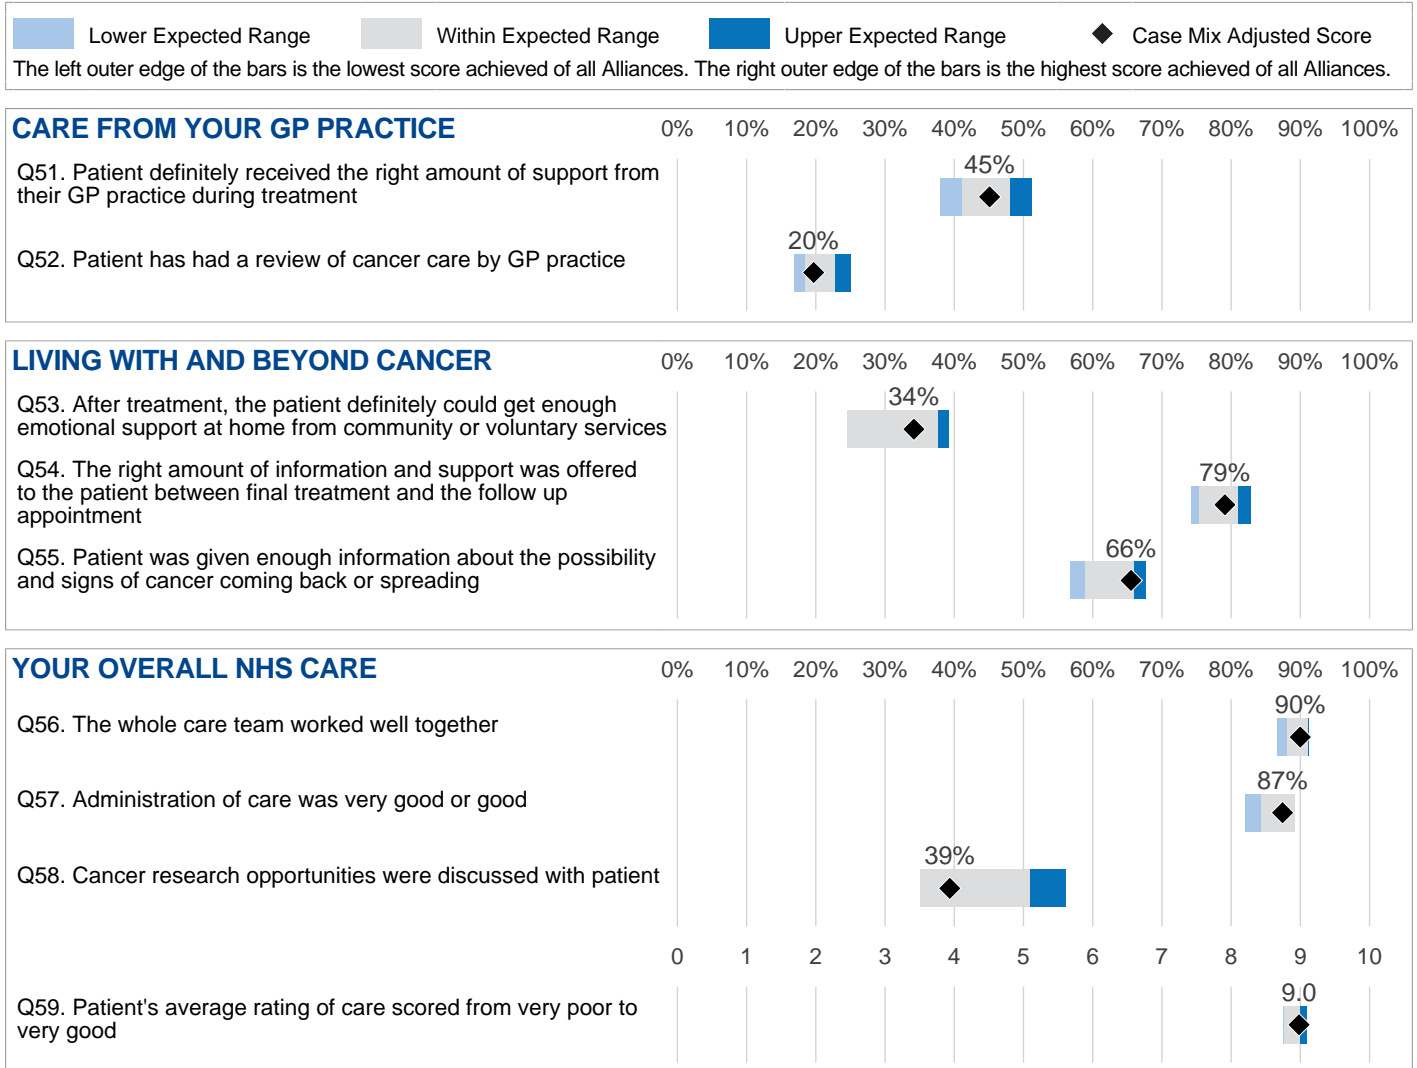 Lower Expected Range Within Expected Range Upper Expected Range Case Mix Adjusted Score
The left outer edge of the bars is the lowest score achieved of all Alliances. The right outer edge of the bars is the highest score achieved of all Alliances.
CARE FROM YOUR GP PRACTICE 0% 10% 20% 30% 40% 50% 60% 70% 80% 90% 100%
45%
Q51. Patient definitely received the right amount of support from
their GP practice during treatment
20%
Q52. Patient has had a review of cancer care by GP practice
LIVING WITH AND BEYOND CANCER 0% 10% 20% 30% 40% 50% 60% 70% 80% 90% 100%
34%
Q53. After treatment, the patient definitely could get enough
emotional support at home from community or voluntary services
79%
Q54. The right amount of information and support was offered
to the patient between final treatment and the follow up
appointment
66%
Q55. Patient was given enough information about the possibility
and signs of cancer coming back or spreading
YOUR OVERALL NHS CARE 0% 10% 20% 30% 40% 50% 60% 70% 80% 90% 100%
90%
Q56. The whole care team worked well together
87%
Q57. Administration of care was very good or good
39%
Q58. Cancer research opportunities were discussed with patient
0 1 2 3 4 5 6 7 8 9 10
9.0
Q59. Patient's average rating of care scored from very poor to
very good